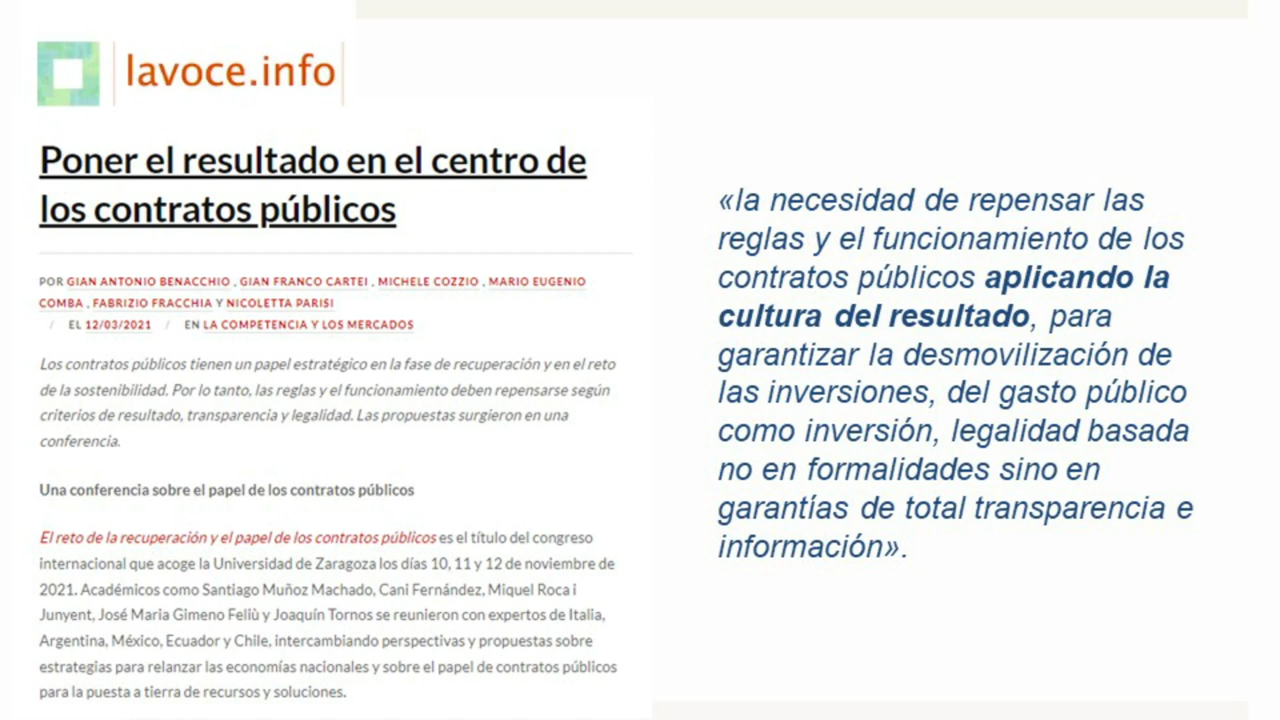 lavoce.info
Poner el resultado en el centro de
los contratos públicos
POR GIAN ANTONIO BENACCHIO , GIAN FRANCO CARTEI , MICHELE COZZIO , MARIO EUGENIO
COMBA , FABRIZIO FRACCHIA Y NICOLETTA PARISI
/ EL 12/03/2021 / EN LA COMPETENCIA Y LOS MERCADOS
Los contratos públicos tienen un papel estratégico en la fase de recuperación y en el reto
de la sostenibilidad. Por lo tanto, las reglas y el funcionamiento deben repensarse según
criterios de resultado, transparencia y legalidad. Las propuestas surgieron en una
conferencia.
Una conferencia sobre el papel de los contratos públicos
El reto de la recuperación y el papel de los contratos públicos es el título del congreso
internacional que acoge la Universidad de Zaragoza los días 10, 11 y 12 de noviembre de
2021. Académicos como Santiago Muñoz Machado, Cani Fernández, Miquel Roca i
Junyent, José Maria Gimeno Feliù y Joaquín Tornos se reunieron con expertos de Italia,
Argentina, México, Ecuador y Chile, intercambiando perspectivas y propuestas sobre
estrategias para relanzar las economías nacionales y sobre el papel de contratos públicos
para la puesta a tierra de recursos y soluciones.
«la necesidad de repensar las
reglas y el funcionamiento de los
contratos públicos aplicando la
cultura del resultado, para
garantizar la desmovilización de
las inversiones, del gasto público
como inversión, legalidad basada
no en formalidades sino en
garantías de total transparencia e
información».